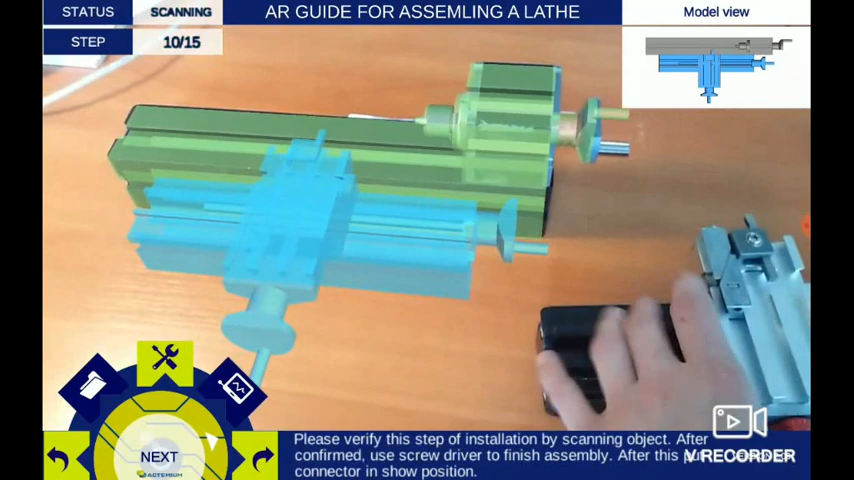 STATUS
SCANNING
AR GUIDE FOR ASSEMLING A LATHE
Model view
STEP
10/15
NEXT
ACTEMIUM
Please verify this step of installation by scanning object. After
confirmed, use screw driver to finish assembly. After this
connector in show position.
V RECORDER